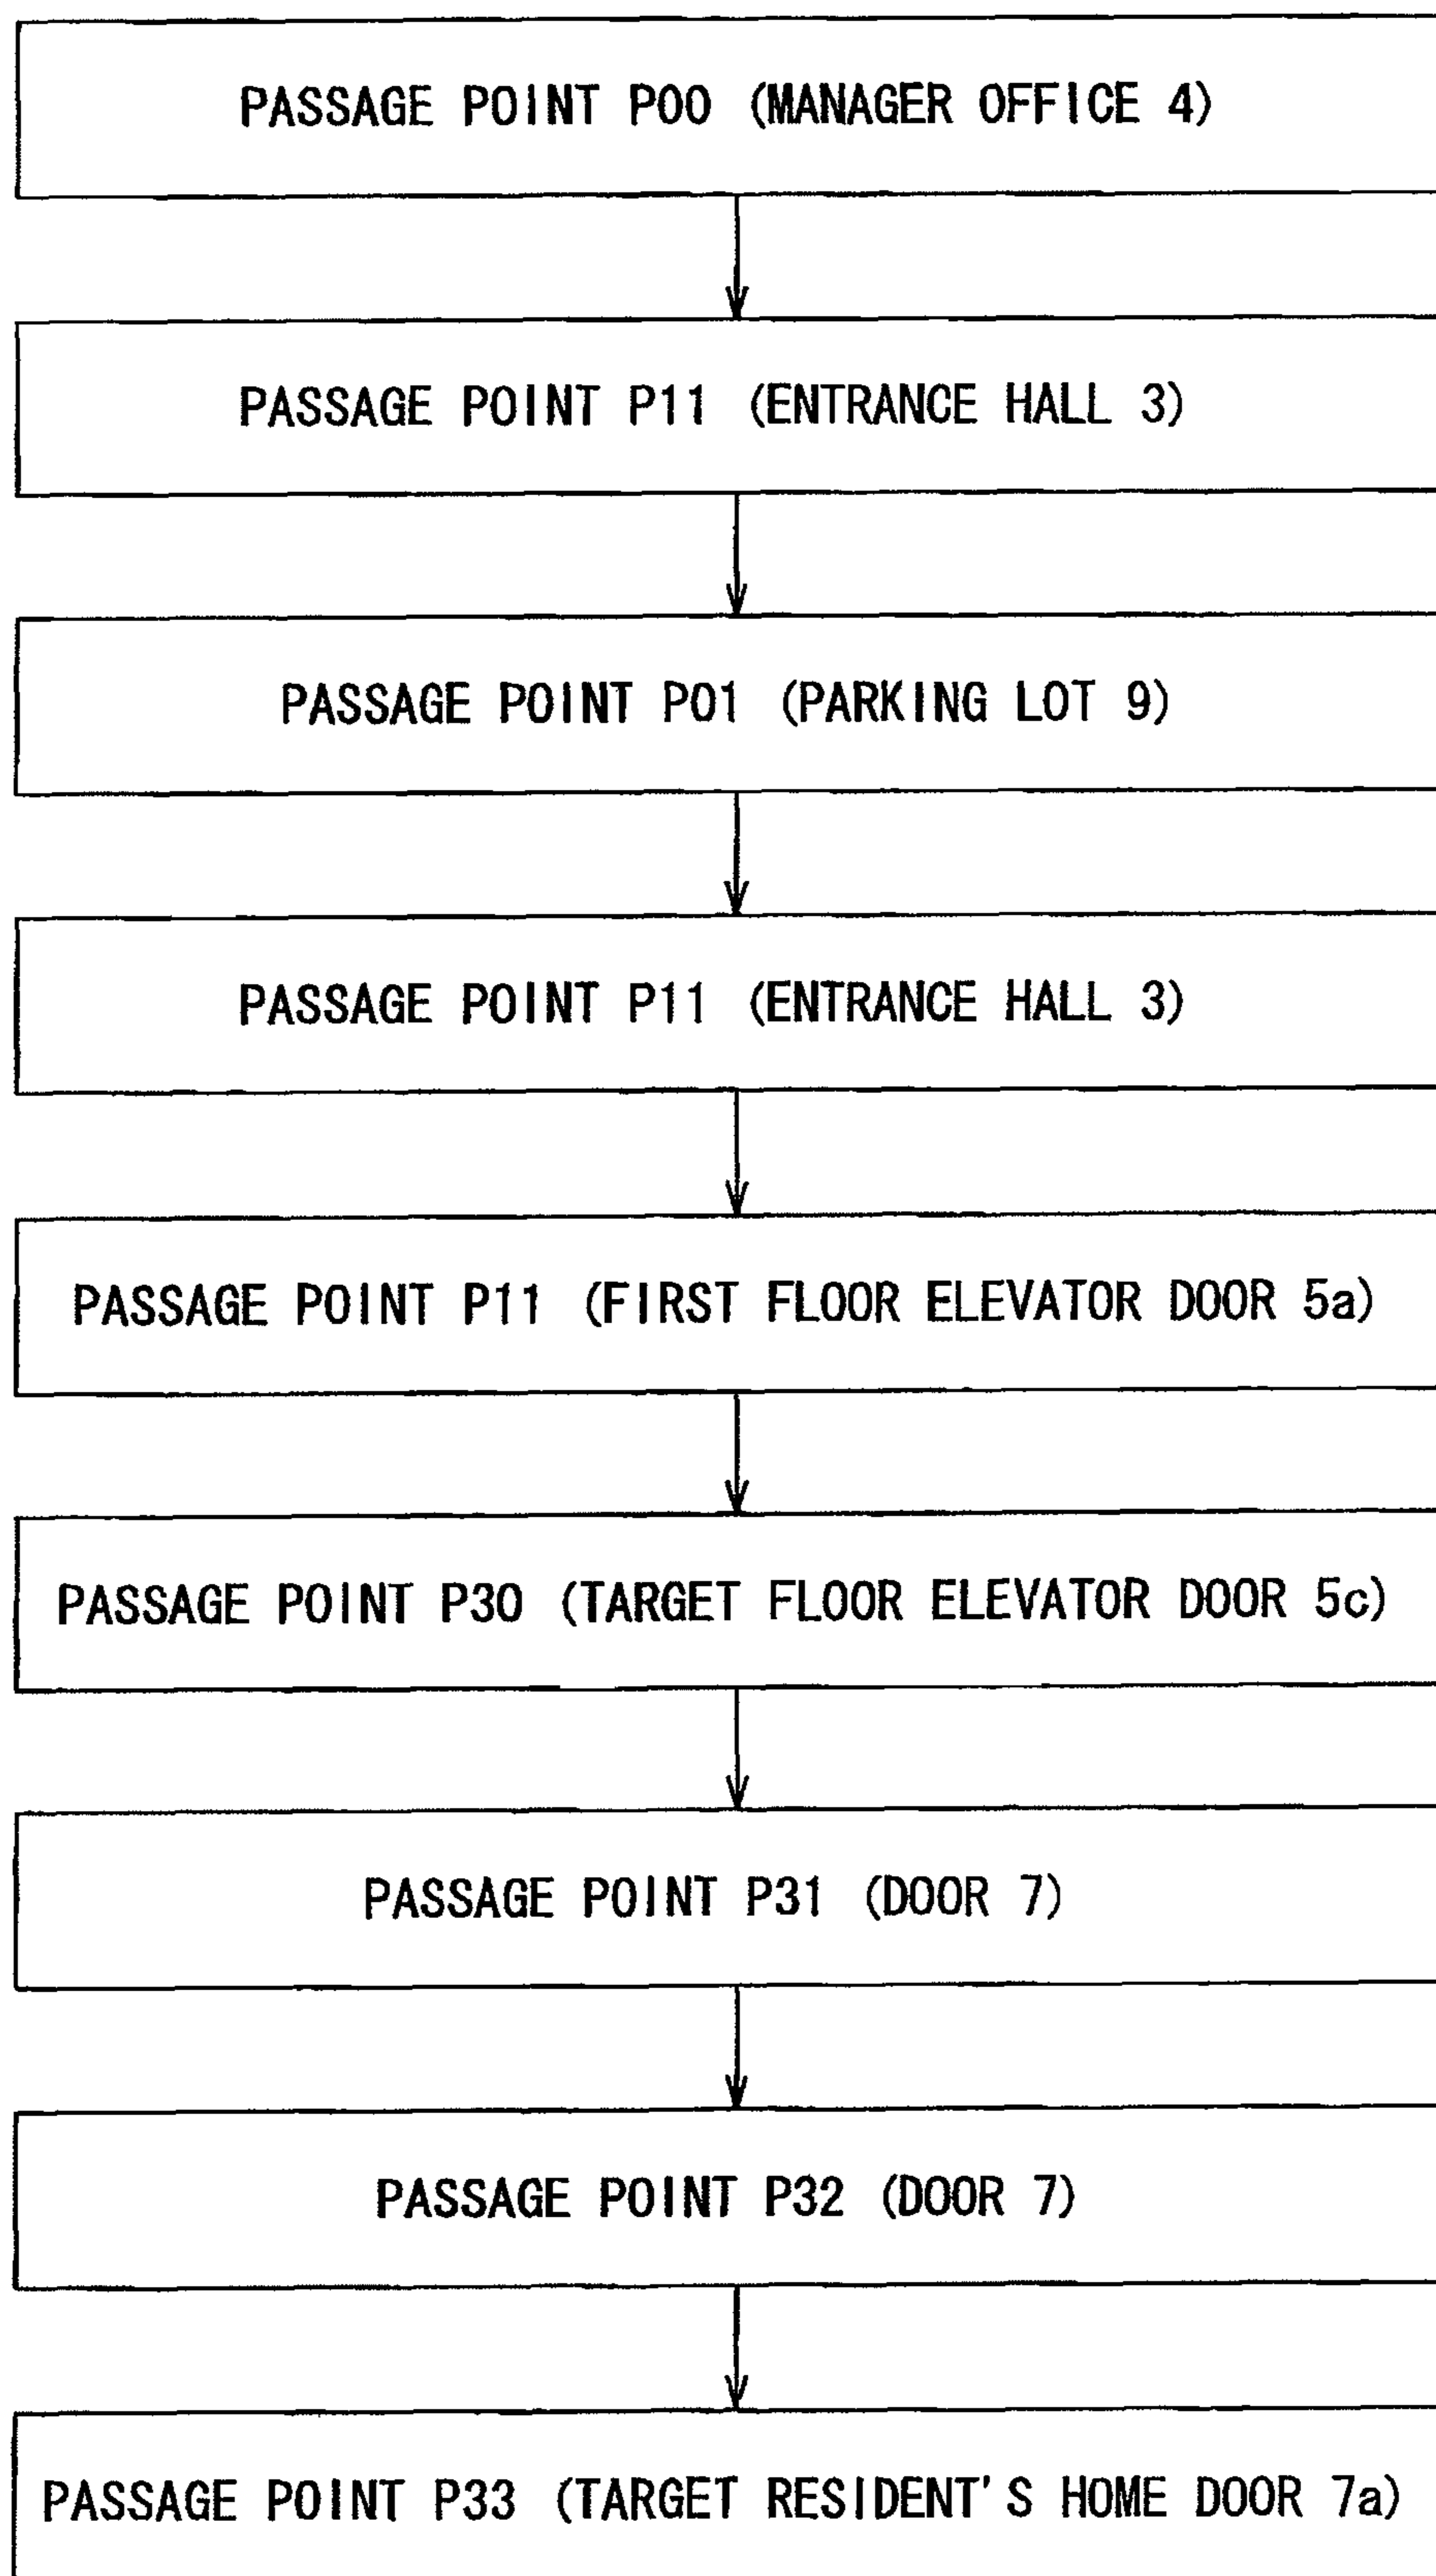 PASSAGE POINT P00 (MANAGER OFFICE 4)
PASSAGE POINT P11 (ENTRANCE HALL 3)
PASSAGE POINT P01 (PARKING LOT 9)
PASSAGE POINT P11 (ENTRANCE HALL 3)
PASSAGE POINT P11 (FIRST FLOOR ELEVATOR DOOR 5a)
PASSAGE POINT P30 (TARGET FLOOR ELEVATOR DOOR 5c)
PASSAGE POINT P31 (DOOR 7)
PASSAGE POINT P32 (DOOR 7)
PASSAGE POINT P33 (TARGET RESIDENT'S HOME DOOR 7a)